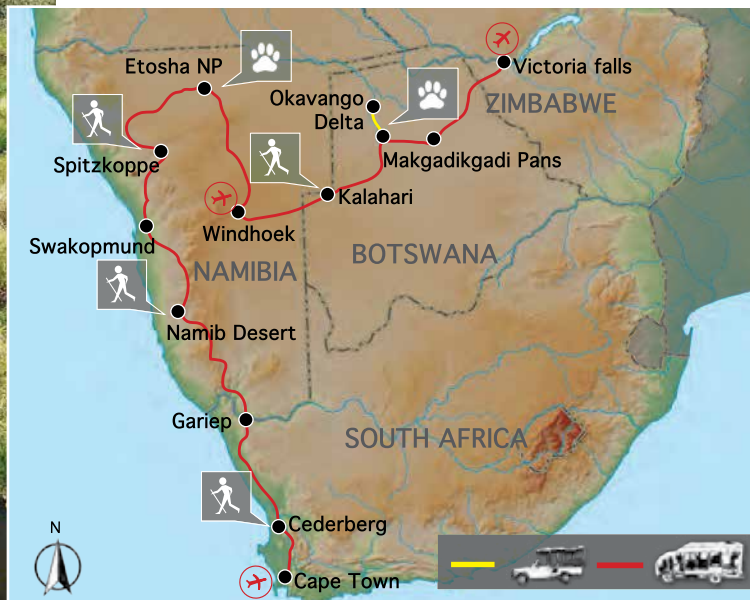 Etosha NP
Victoria falls
Okavango
Delta
ZIMBABWE
Makgadikgadi Pans
Spitzkoppe
Kalahari
Windhoek
Swakopmund
BOTSWANA
NAMIBIA
Namib Desert
Gariep
SOUTH AFRICA
Cederberg
N
Cape Town